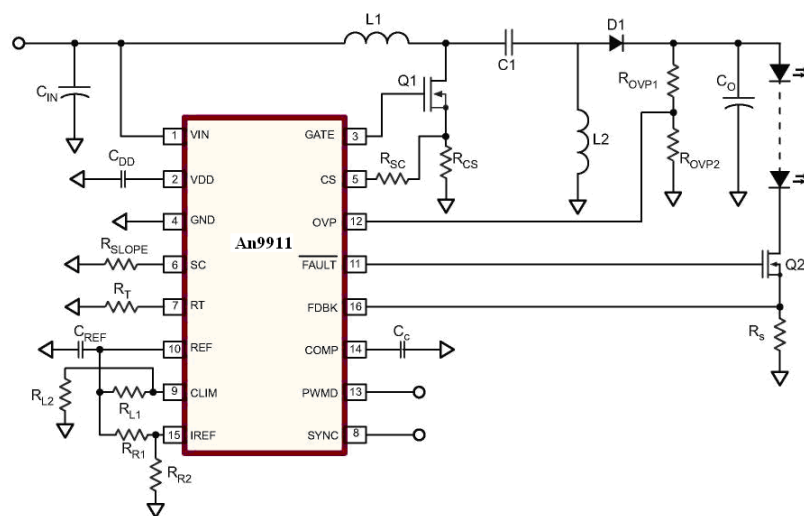 L1
D1
C1
Q1
CIN
ROVP1
CO
L2
ROVP2
1 VIN
GATE 3
CDD
RSC
RCS
2 VDD
CS 5
4 GND
OVP 12
An9911
RSLOPE
6 SC
FAULT 11
Q2
RT
7 RT
FDBK 16
CREF
Cc
Rs
10 REF
COMP 14
RL2
RL1
9 CLIM
PWMD 13
RR1
15 IREF
SYNC 8
RR2